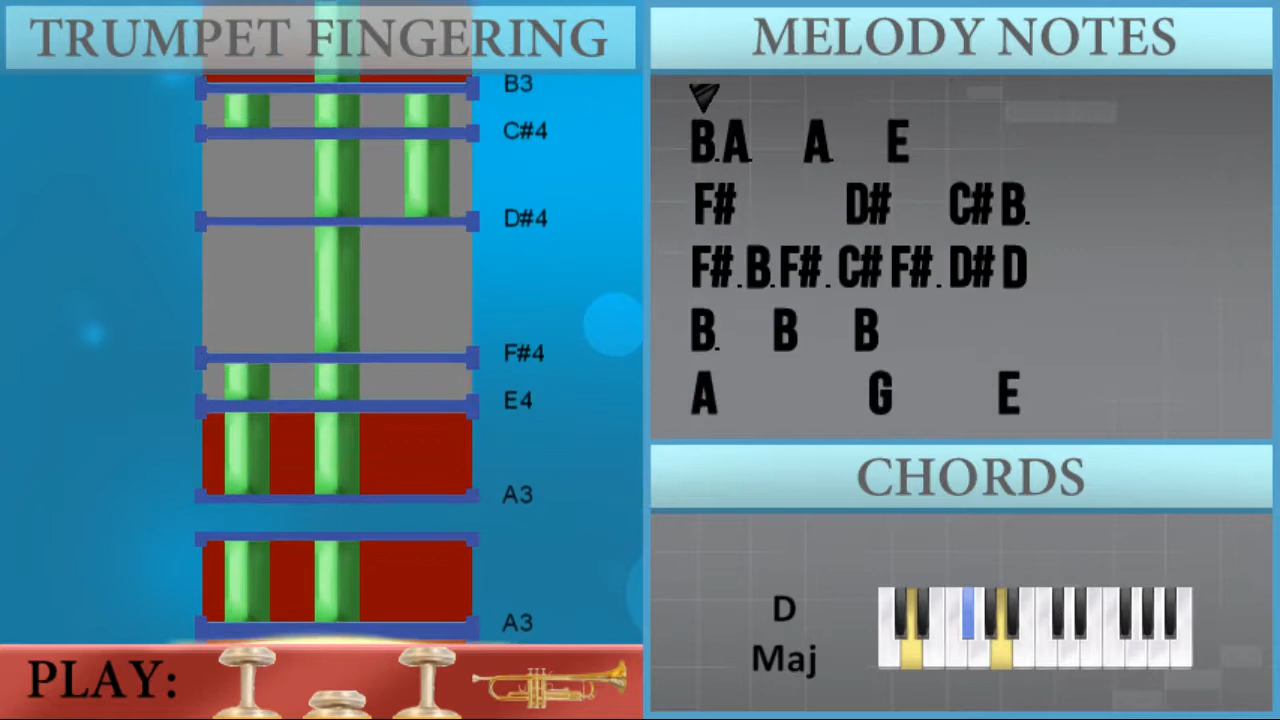 TRUMPET FINGERING
B3
C#4
D#4
F#4
E4
A3
A3
PLAY:
MELODY NOTES
B.A. A. E
F# D# C# B.
F#.B.F#.C# F#.D# D
B. B B
A G E
CHORDS
D
Maj